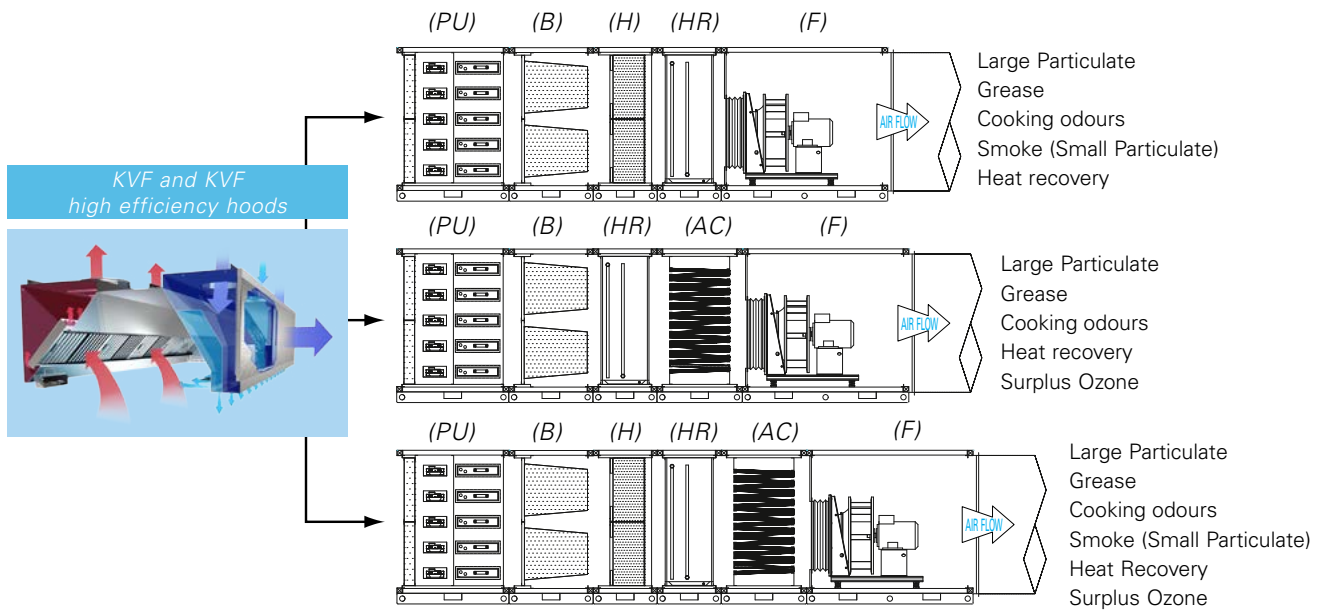 (PU) (B) (H) (HR) (F)
AIR FLOW
Large Particulate
Grease
Cooking odours
Smoke (Small Particulate)
Heat recovery
KVF and KVF
high efficiency hoods
(PU) (B) (HR) (AC) (F)
AIR FLOW
Large Particulate
Grease
Cooking odours
Heat recovery
Surplus Ozone
(PU) (B) (H) (HR) (AC) (F)
AIR FLOW
Large Particulate
Grease
Cooking odours
Smoke (Small Particulate)
Heat Recovery
Surplus Ozone